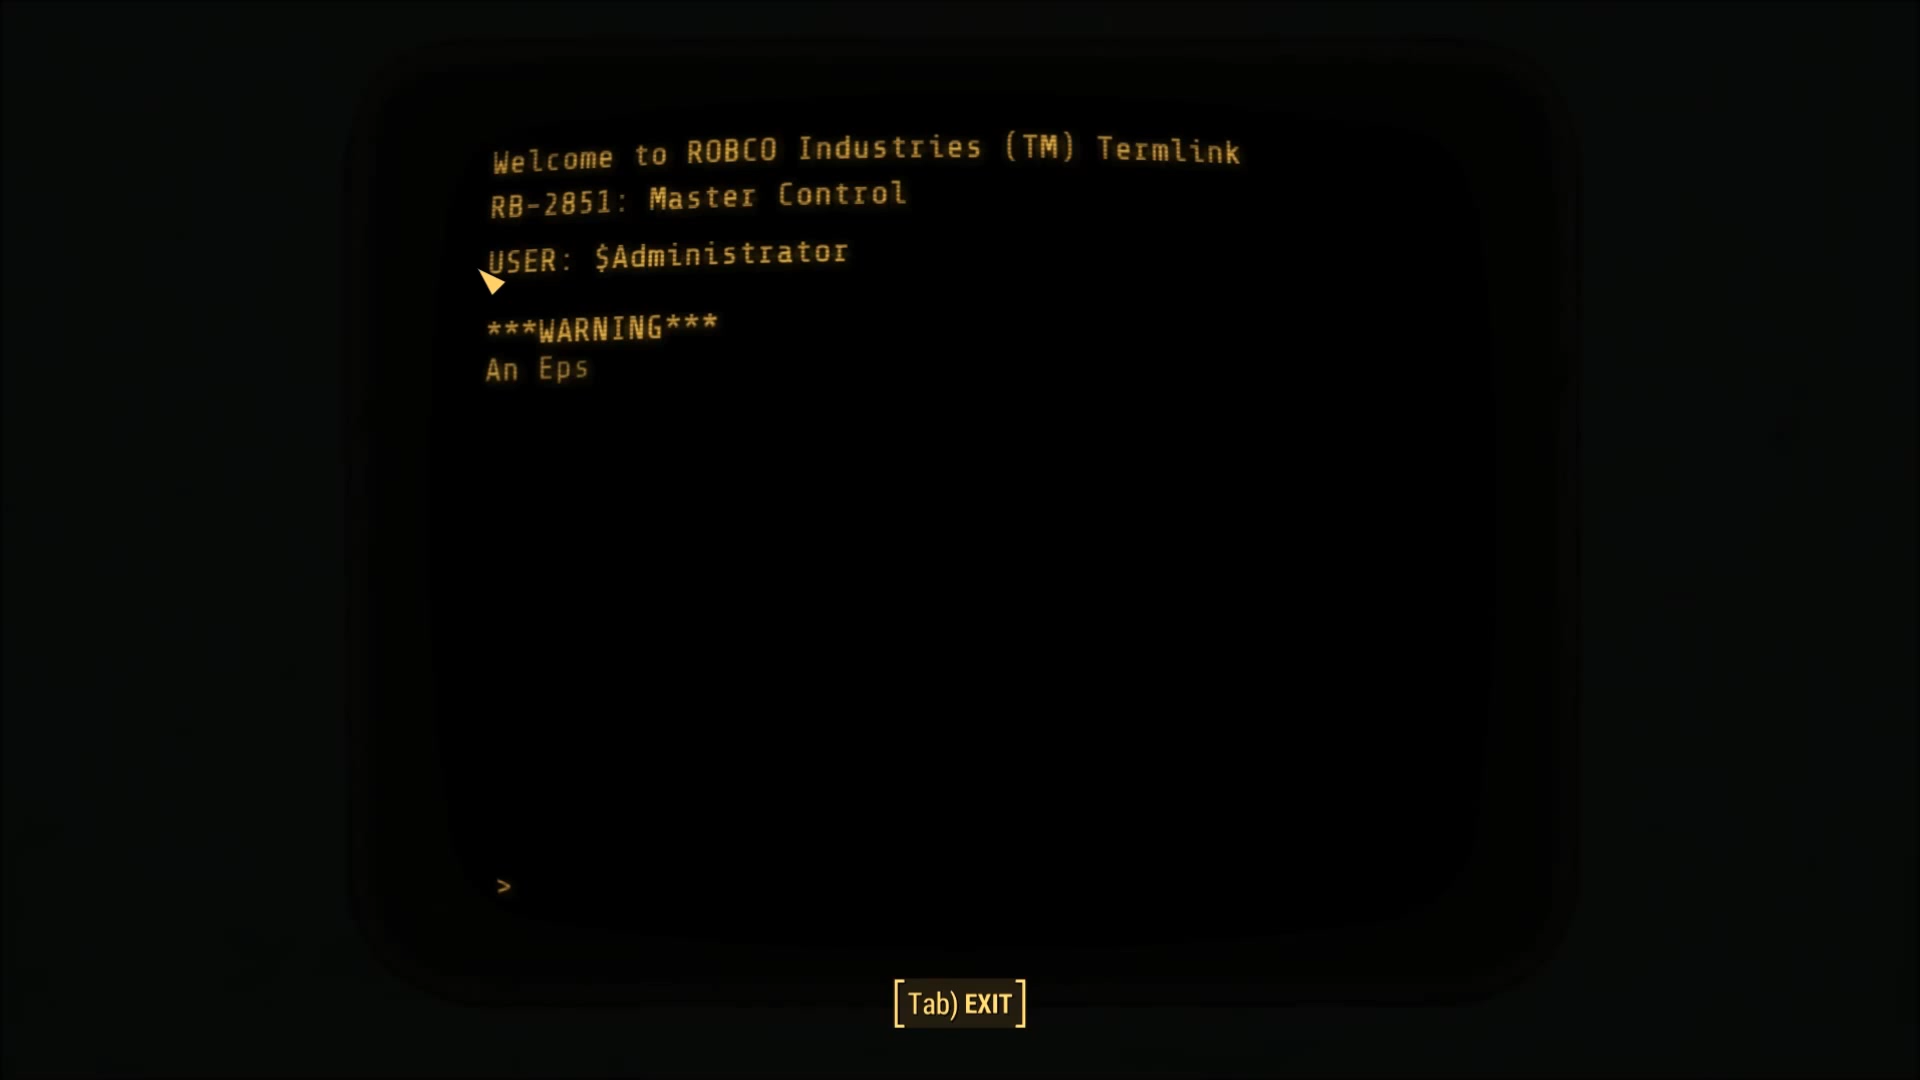 Welcome to ROBCO Industries (TM) Termlink
RB-2851: Master Control
USER: $Administrator
***WARNING***
An Eps
>
[Tab) EXIT]